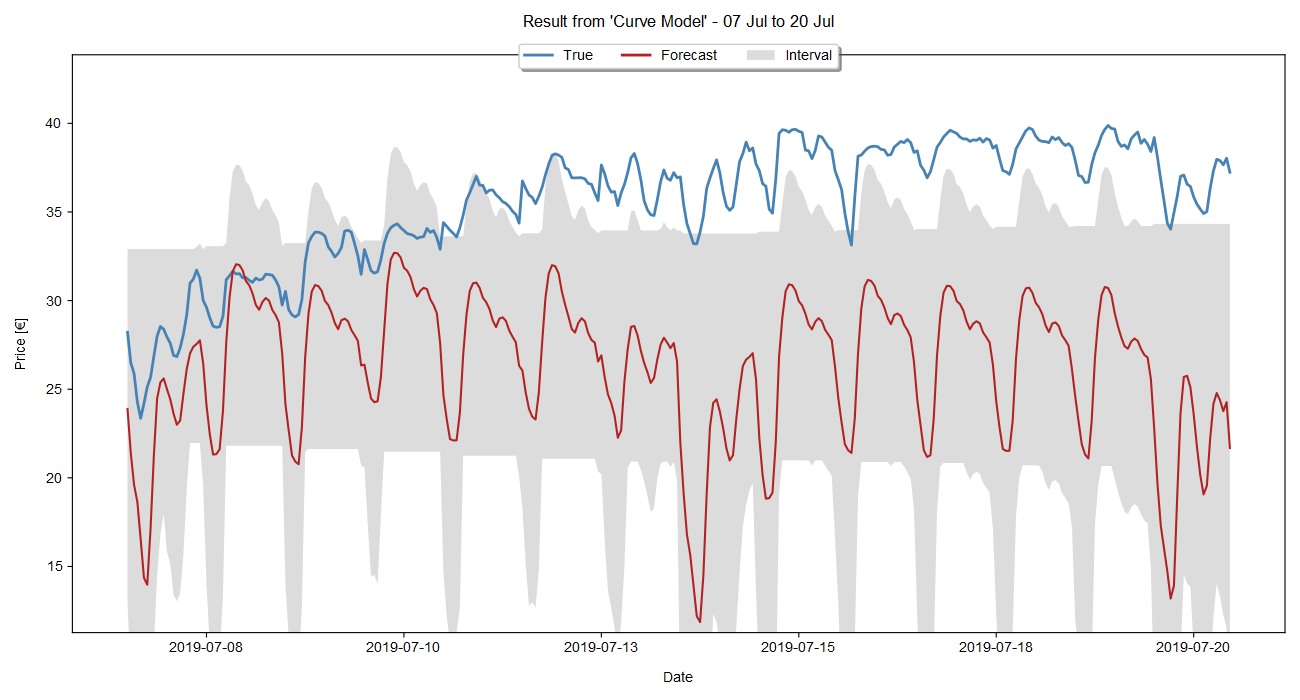 Result from 'Curve Model' - 07 Jul to 20 Jul
True Forecast Interval
40
35
30
25
20
15
Price [€]
2019-07-08 2019-07-10 2019-07-13 2019-07-15 2019-07-18 2019-07-20
Date